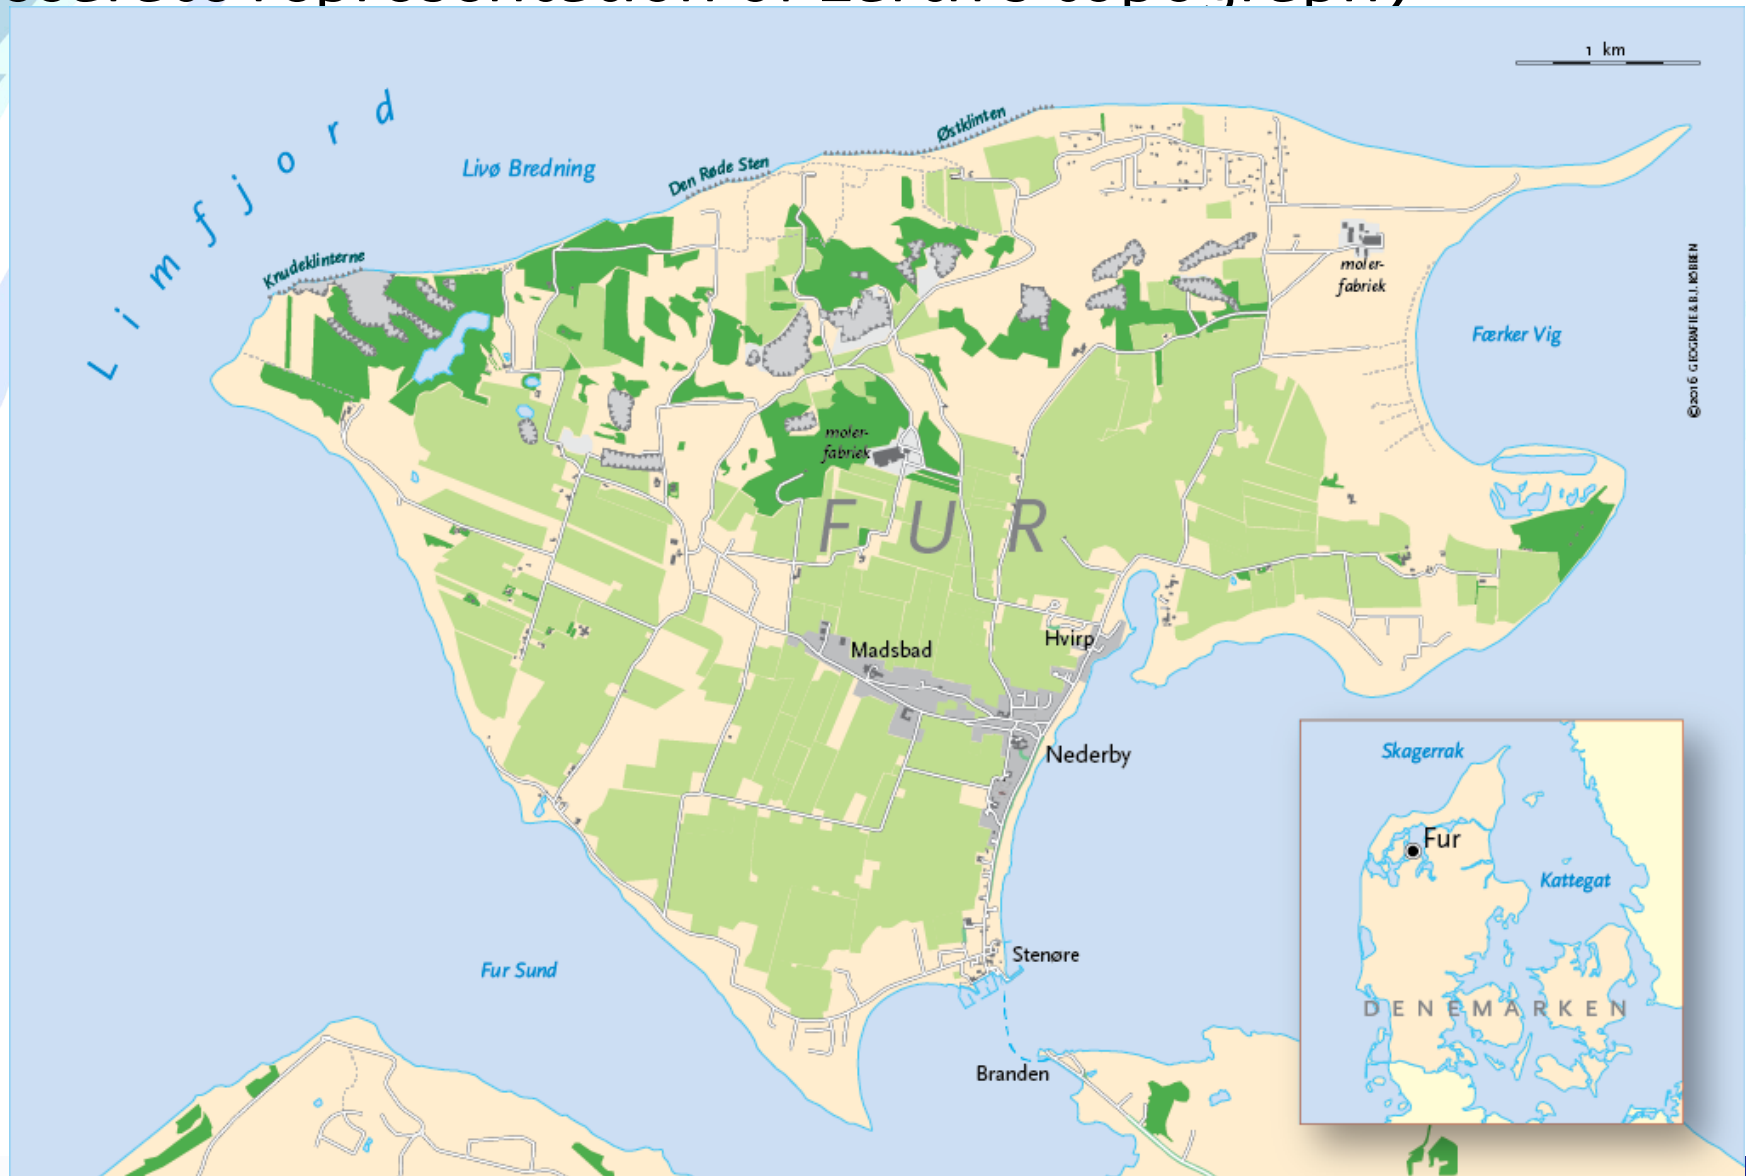 1 km
Limfjord
Livø Bredning
Den Røde Sten
Østklinten
Knudeklinterne
moler-
fabriek
Færker Vig
©2016 GEOGRAFIE & B.J. KÖBBEN
moler-
fabriek
FUR
Madsbad
Hvirp
Nederby
Stenøre
Fur Sund
Branden
Skagerrak
Fur
Kattegat
DENEMARKEN